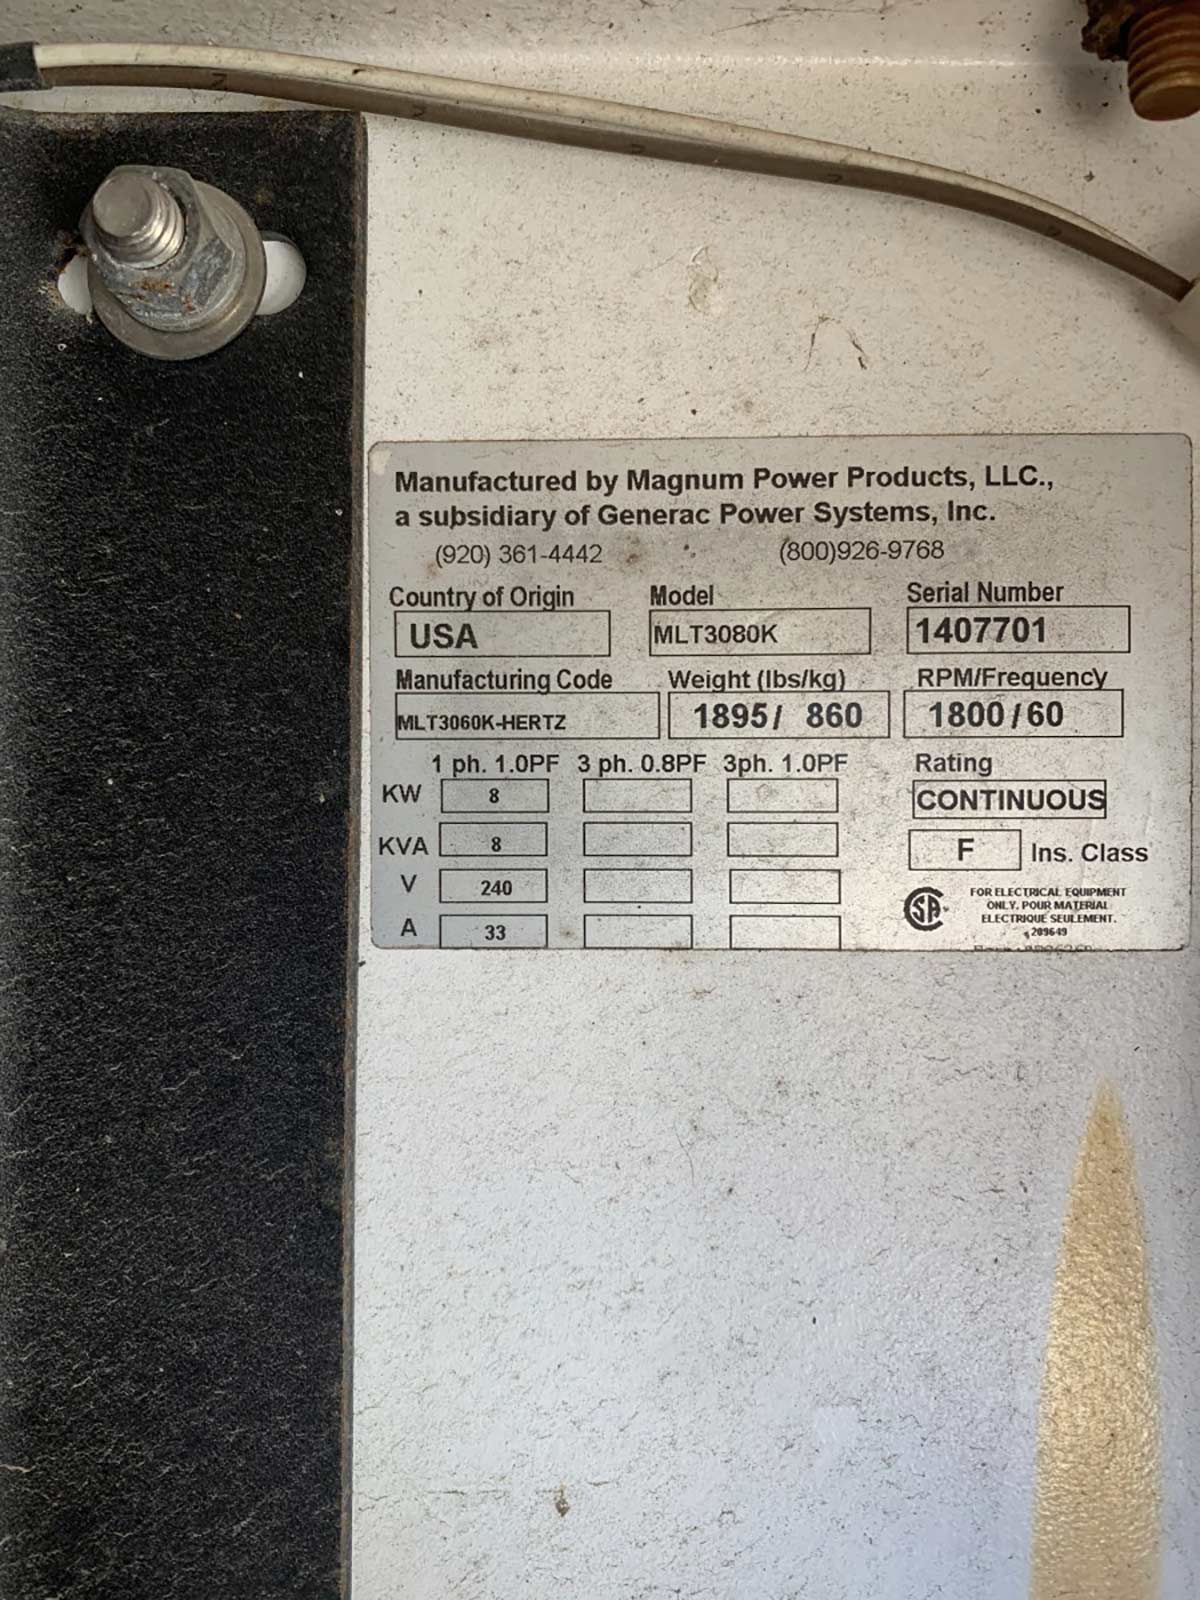 Manufactured by Magnum Power Products, LLC.,
a subsidiary of Generac Power Systems, Inc.
(920) 361-4442 (800)926-9768
Country of Origin Model Serial Number
USA MLT3080K 1407701
Manufacturing Code Weight (lbs/kg) RPM/Frequency
MLT3060K-HERTZ 1895/ 860 1800/60
1 ph. 1.0PF 3 ph. 0.8PF 3ph. 1.0PF Rating
KW 8 CONTINUOUS
KVA 8 F Ins. Class
V 240
A 33
SA
FOR ELECTRICAL EQUIPMENT
ONLY. POUR MATERIAL
ELECTRIQUE SEULEMENT.
209649